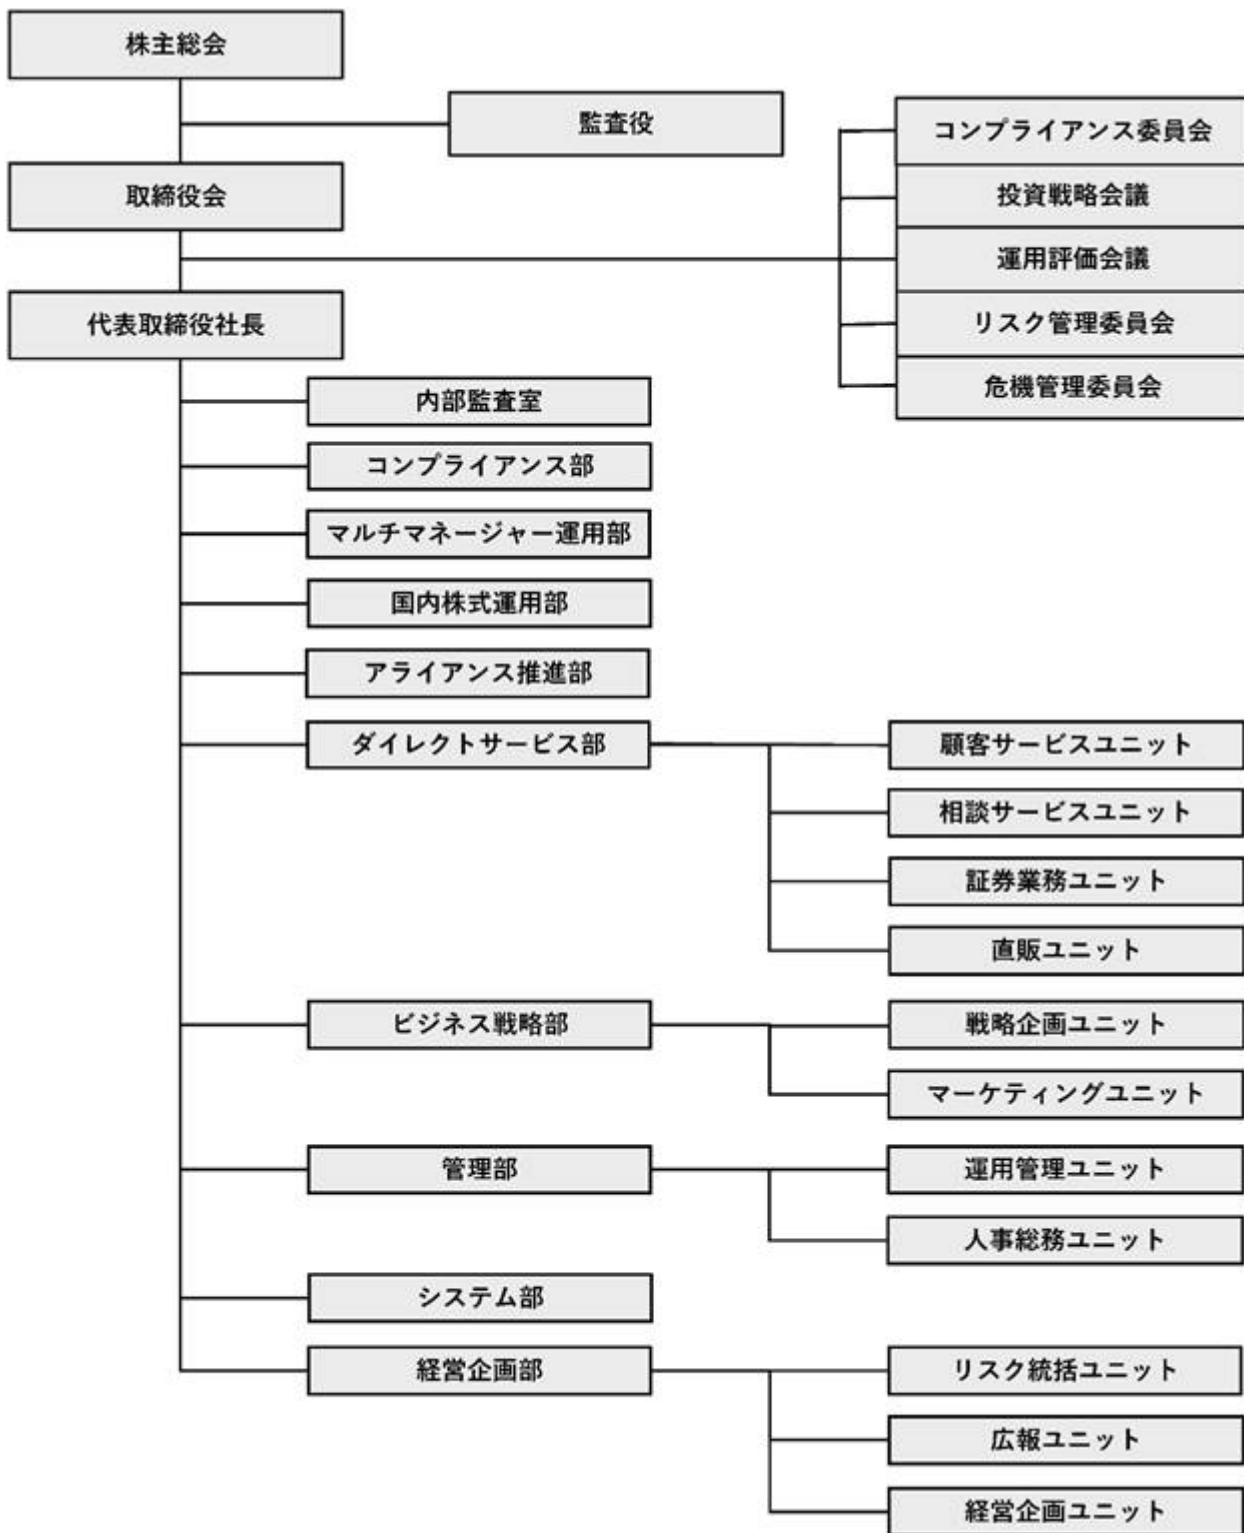 株主総会
監査役
取締役会
代表取締役社長
コンプライアンス委員会
投資戦略会議
運用評価会議
リスク管理委員会
危機管理委員会
内部監査室
コンプライアンス部
マルチマネージャー運用部
国内株式運用部
アライアンス推進部
ダイレクトサービス部
顧客サービスユニット
相談サービスユニット
証券業務ユニット
直販ユニット
ビジネス戦略部
戦略企画ユニット
マーケティングユニット
管理部
運用管理ユニット
人事総務ユニット
システム部
経営企画部
リスク統括ユニット
広報ユニット
経営企画ユニット